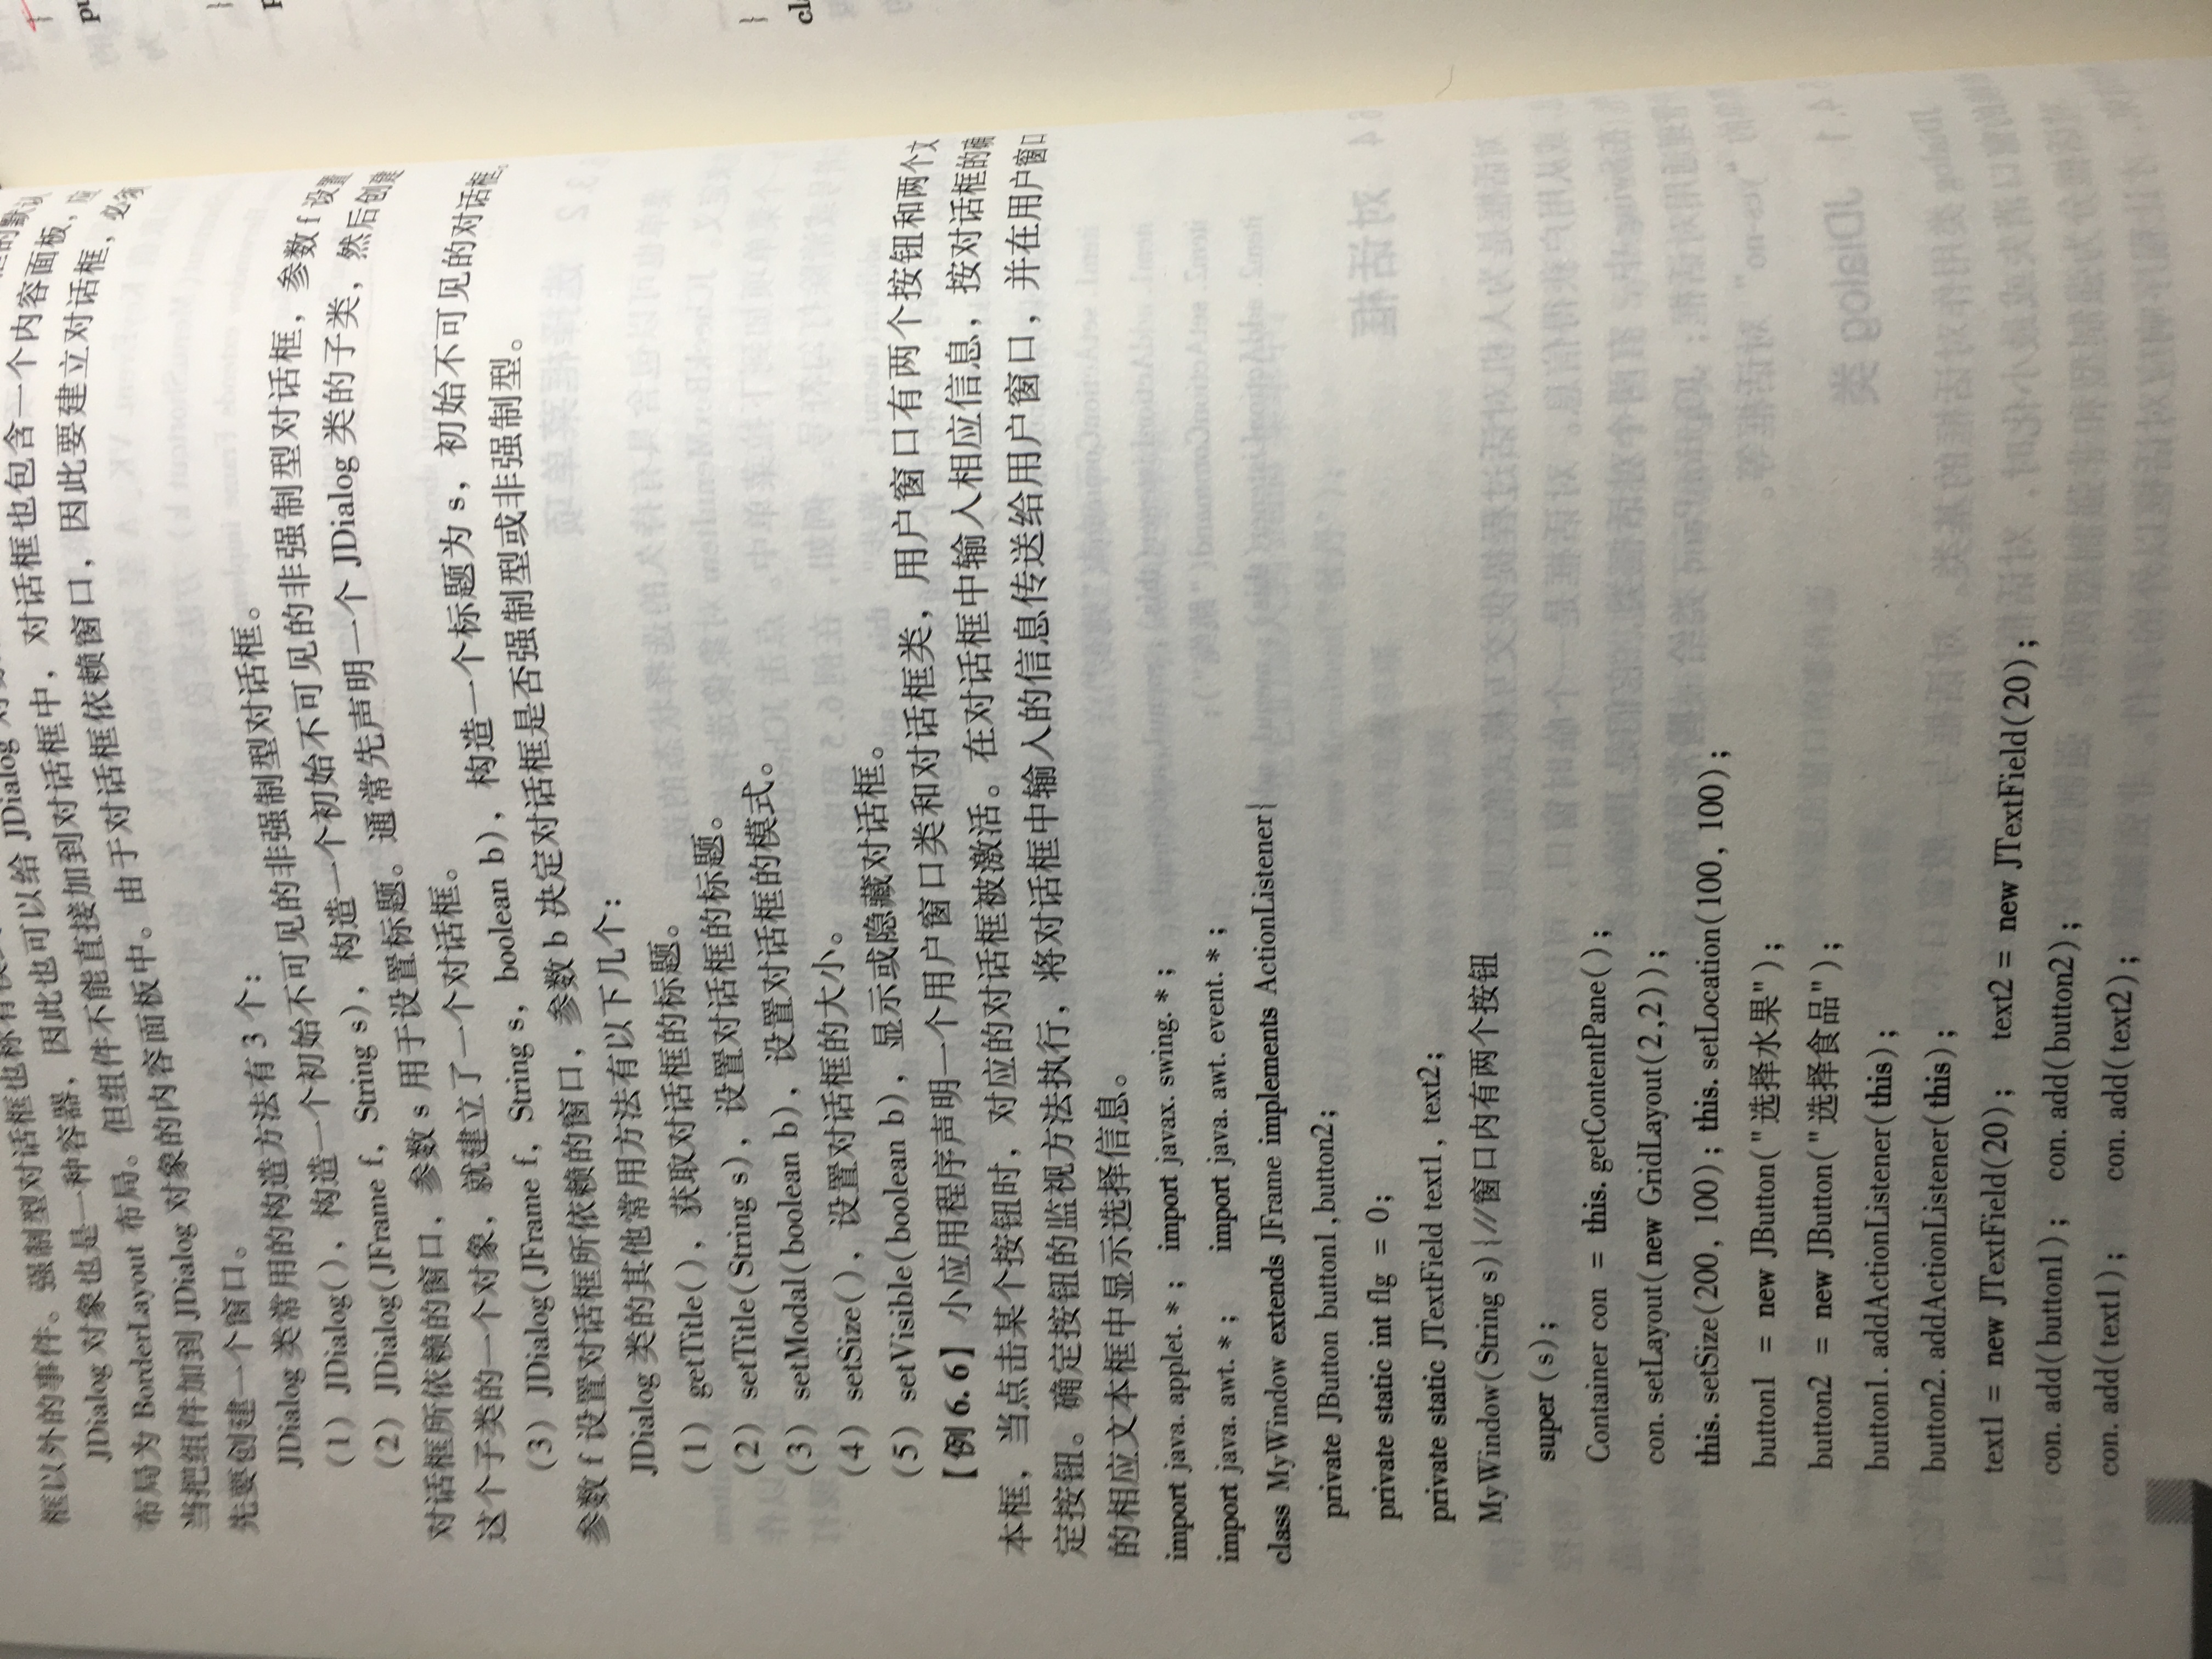 框以外的事件。强制型对话框也称有模式
JDialog 对象也是一种容器，因此也可以给 JDialog 的默认
布局为 BorderLayout 布局。但组件不能直接加到对话框中，对话框也包含一个内容面板，应
当把组件加到 JDialog 对象的内容面板中。由于对话框依赖窗口，因此要建立对话框，必须
先要创建一个窗口。
JDialog 类常用的构造方法有 3 个：
（1）JDialog()，构造一个初始不可见的非强制型对话框。
（2）JDialog(JFrame f, String s)，构造一个初始不可见的非强制型对话框，参数 f 设置
对话框所依赖的窗口，参数 s 用于设置标题。通常先声明一个 JDialog 类的子类，然后创建
这个子类的一个对象，就建立了一个对话框。
（3）JDialog(JFrame f, String s, boolean b)，构造一个标题为 s，初始不可见的对话框。
参数 f 设置对话框所依赖的窗口，参数 b 决定对话框是否强制型或非强制型。
JDialog 类的其他常用方法有以下几个：
（1）getTitle()，获取对话框的标题。
（2）setTitle(String s)，设置对话框的标题。
（3）setModal(boolean b)，设置对话框的模式。
（4）setSize()，设置对话框的大小。
（5）setVisible(boolean b)，显示或隐藏对话框。
【例 6.6】小应用程序声明一个用户窗口类和对话框类，用户窗口有两个按钮和两个文
本框，当点击某个按钮时，对应的对话框被激活。在对话框中输入相应信息，按对话框的确
定按钮。确定按钮的监视方法执行，将对话框中输入的信息传送给用户窗口，并在用户窗口
的相应文本框中显示选择信息。
import java. applet. * ; import javax. swing. * ;
import java. awt. * ; import java. awt. event. * ;
class MyWindow extends JFrame implements ActionListener{
private JButton button1,button2;
private static int flg = 0;
private static JTextField text1, text2;
MyWindow(String s){//窗口内有两个按钮
super (s);
Container con = this. getContentPane();
con. setLayout(new GridLayout(2,2));
this. setSize(200, 100); this. setLocation(100, 100);
button1 = new JButton("选择水果");
button2 = new JButton("选择食品");
button1. addActionListener(this);
button2. addActionListener(this);
text1 = new JTextField(20); text2 = new JTextField(20);
con. add(button1); con. add(button2);
con. add(text1); con. add(text2);